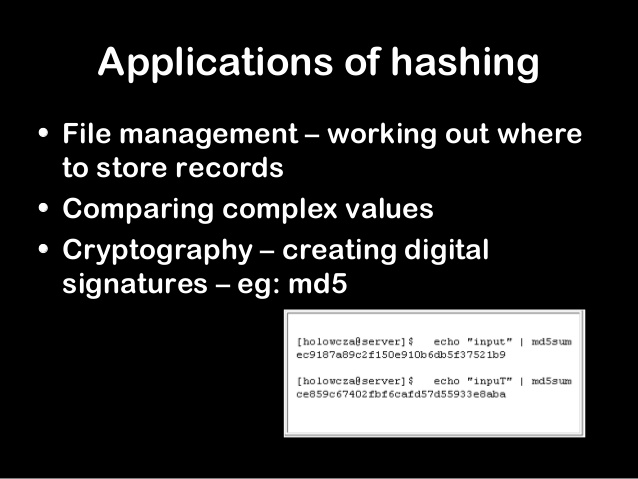 Applications of hashing
• File management – working out where
to store records
• Comparing complex values
• Cryptography – creating digital
signatures – eg: md5
[holowcza@server]$ echo "input" | md5sum
ec9187a89c2f150e910b6db5f37521b9
[holowcza@server]$ echo "inpuT" | md5sum
ce859c67402fbf6cafd57d55933e8aba